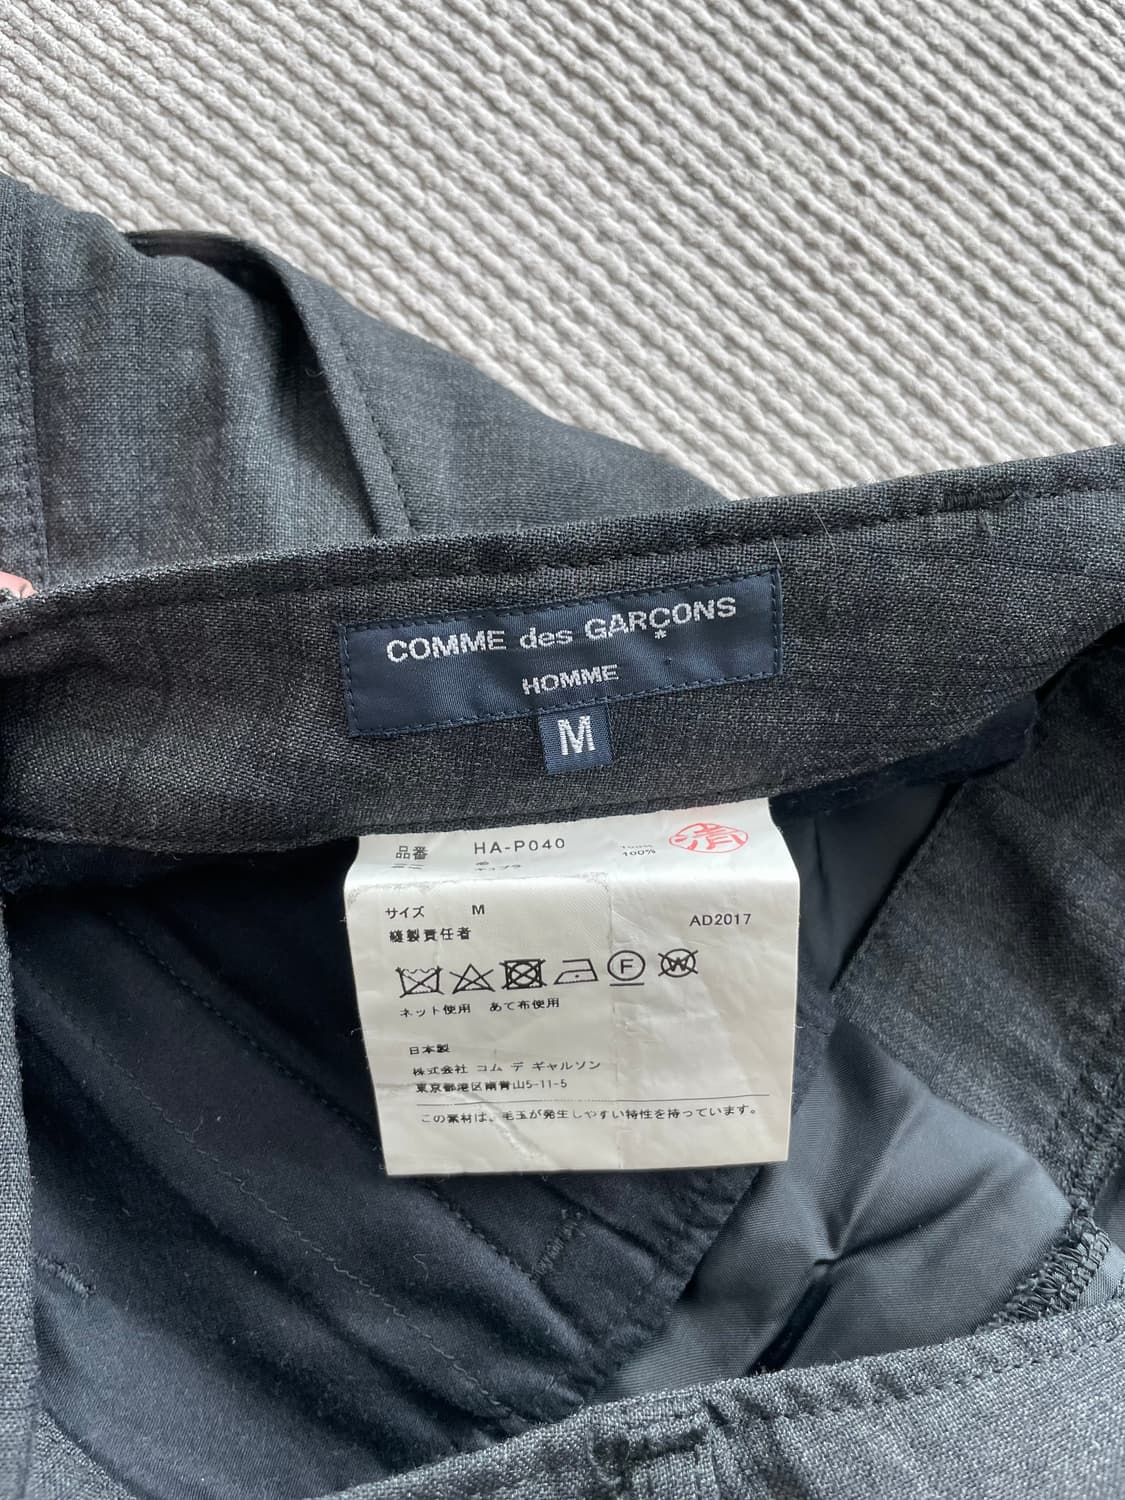 COMME des GARÇONS
*
HOMME
M
品番 HA-P040
100%
サイズ M
AD2017
縫製責任者
F W
ネット使用 あて布使用
日本製
株式会社 コム デ ギャルソン
東京都港区南青山5-11-5
この素材は、毛玉が発生しやすい特性を持っています。